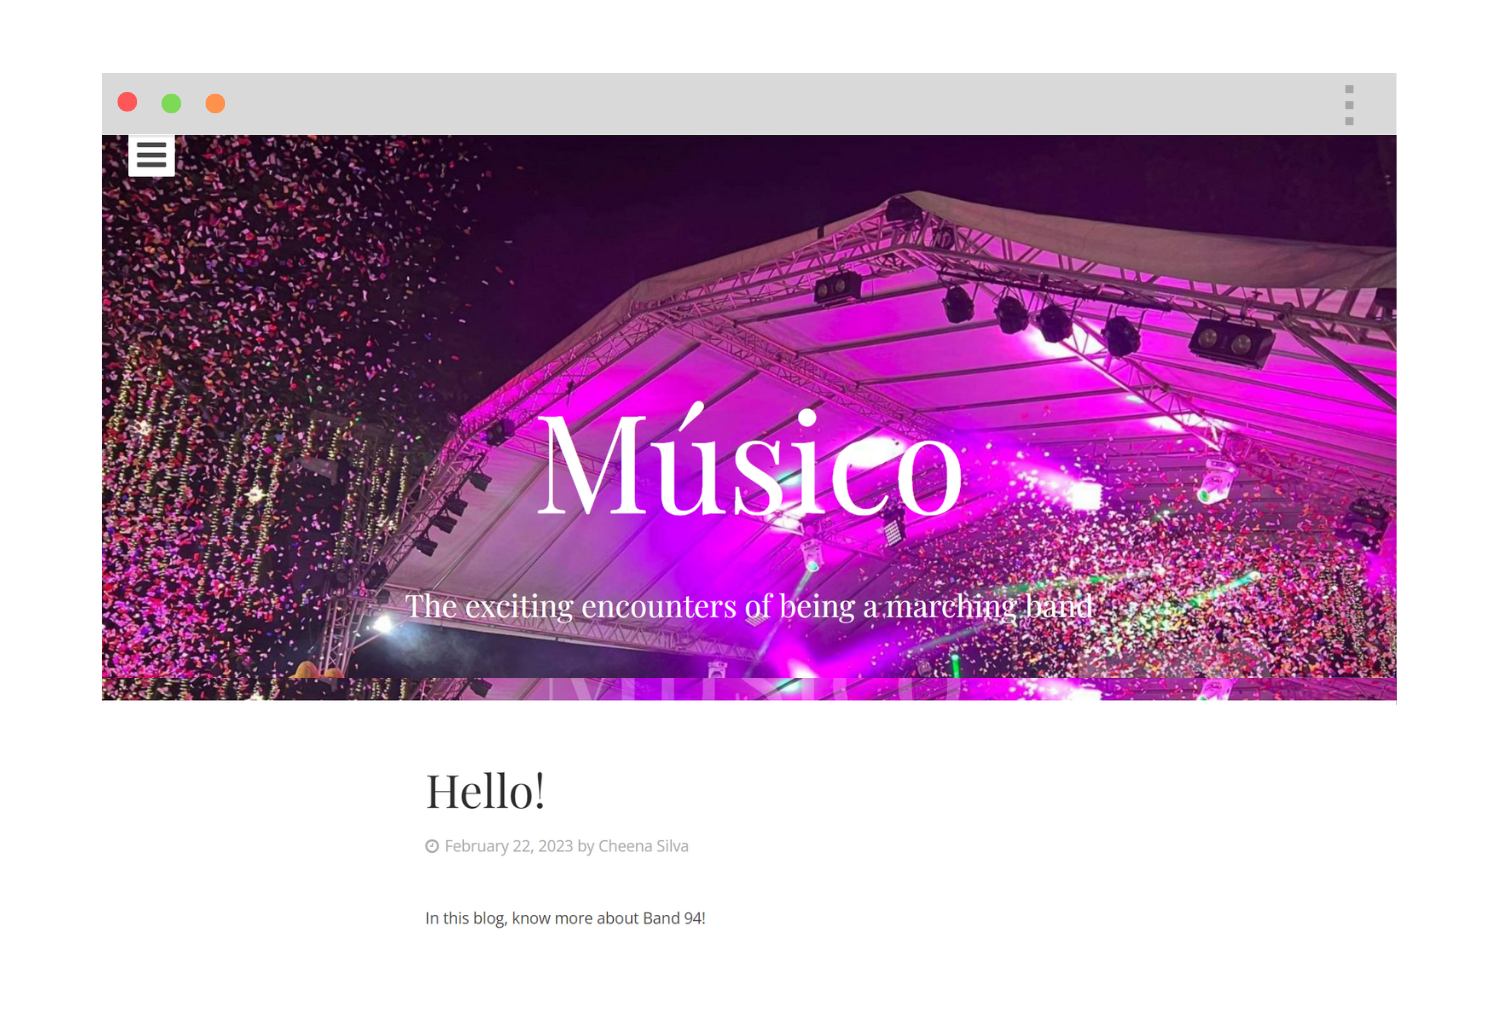 Músico
The exciting encounters of being a marching band
Hello!
February 22, 2023 by Cheena Silva
In this blog, know more about Band 94!